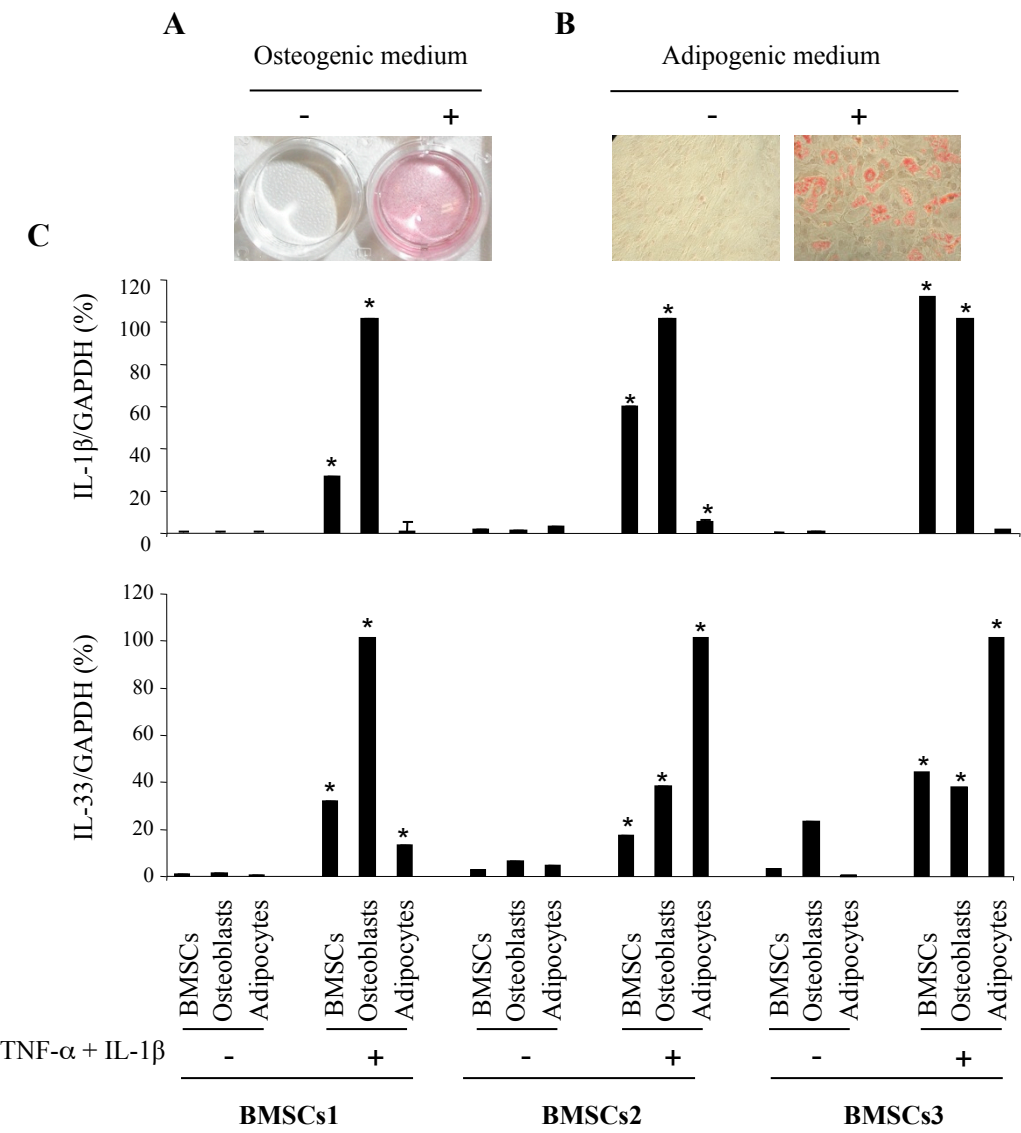 A
B
Osteogenic medium
Adipogenic medium
- +
- +
C
IL-1β/GAPDH (%)
120
100
80
60
40
20
0
* * * * * * *
IL-33/GAPDH (%)
120
100
80
60
40
20
0
* * * * * * * * *
BMSCs Osteoblasts Adipocytes BMSCs Osteoblasts Adipocytes BMSCs Osteoblasts Adipocytes BMSCs Osteoblasts Adipocytes BMSCs Osteoblasts Adipocytes BMSCs Osteoblasts Adipocytes
TNF-α + IL-1β - + - + - +
BMSCs1 BMSCs2 BMSCs3